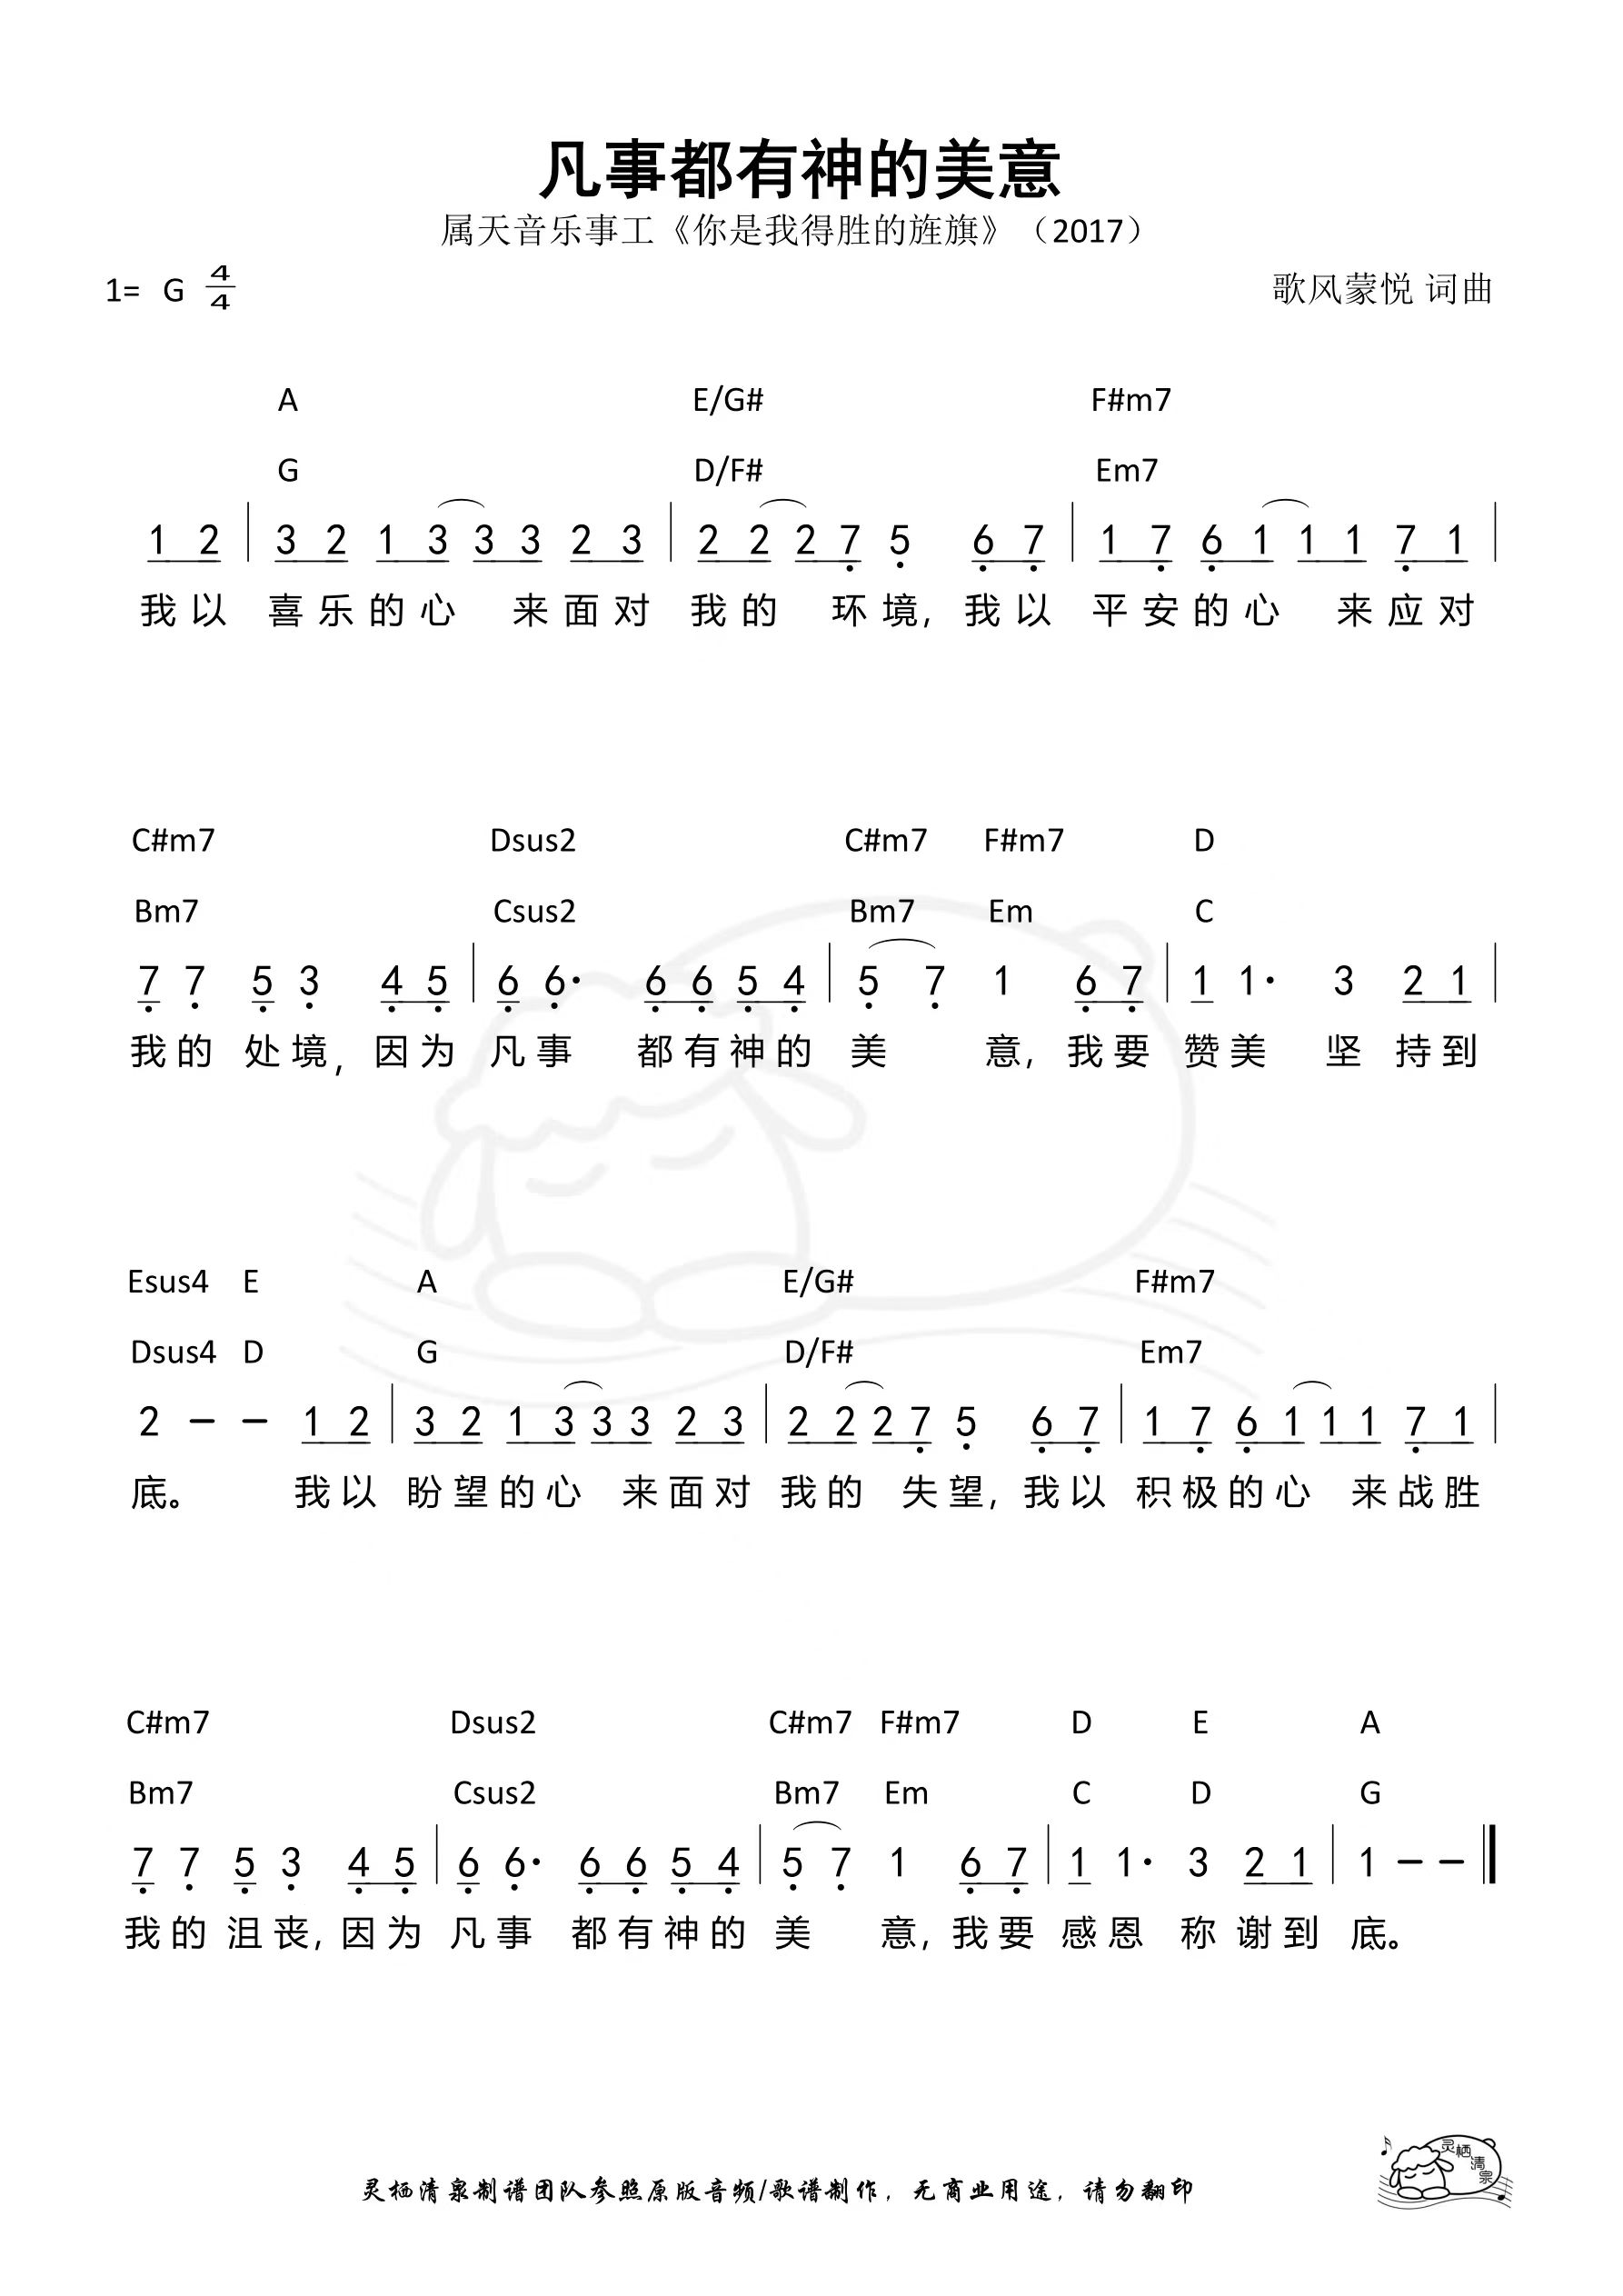 凡事都有神的美意
属天音乐事工《你是我得胜的旌旗》（2017）
1= G 4/4 歌风蒙悦 词曲
A E/G# F#m7
G D/F# Em7
1 2 | 3 2 1 3 3 3 2 3 | 2 2 2 7 5 6 7 | 1 7 6 1 1 1 7 1 |
我以 喜乐的心 来面对 我的 环境, 我以 平安的心 来应对
C#m7 Dsus2 C#m7 F#m7 D
Bm7 Csus2 Bm7 Em C
7 7 5 3 4 5 | 6 6· 6 6 5 4 | 5 7 1 6 7 | 1 1· 3 2 1 |
我的 处境, 因为 凡事 都有神的 美 意, 我要 赞美 坚 持到
Esus4 E A E/G# F#m7
Dsus4 D G D/F# Em7
2 – – 1 2 | 3 2 1 3 3 3 2 3 | 2 2 2 7 5 6 7 | 1 7 6 1 1 1 7 1 |
底。 我以 盼望的心 来面对 我的 失望, 我以 积极的心 来战胜
C#m7 Dsus2 C#m7 F#m7 D E A
Bm7 Csus2 Bm7 Em C D G
7 7 5 3 4 5 | 6 6· 6 6 5 4 | 5 7 1 6 7 | 1 1· 3 2 1 | 1 – – ‖
我的 沮丧, 因为 凡事 都有神的 美 意, 我要 感恩 称 谢到 底。
灵栖清泉
灵栖清泉制谱团队参照原版音频/歌谱制作，无商业用途，请勿翻印